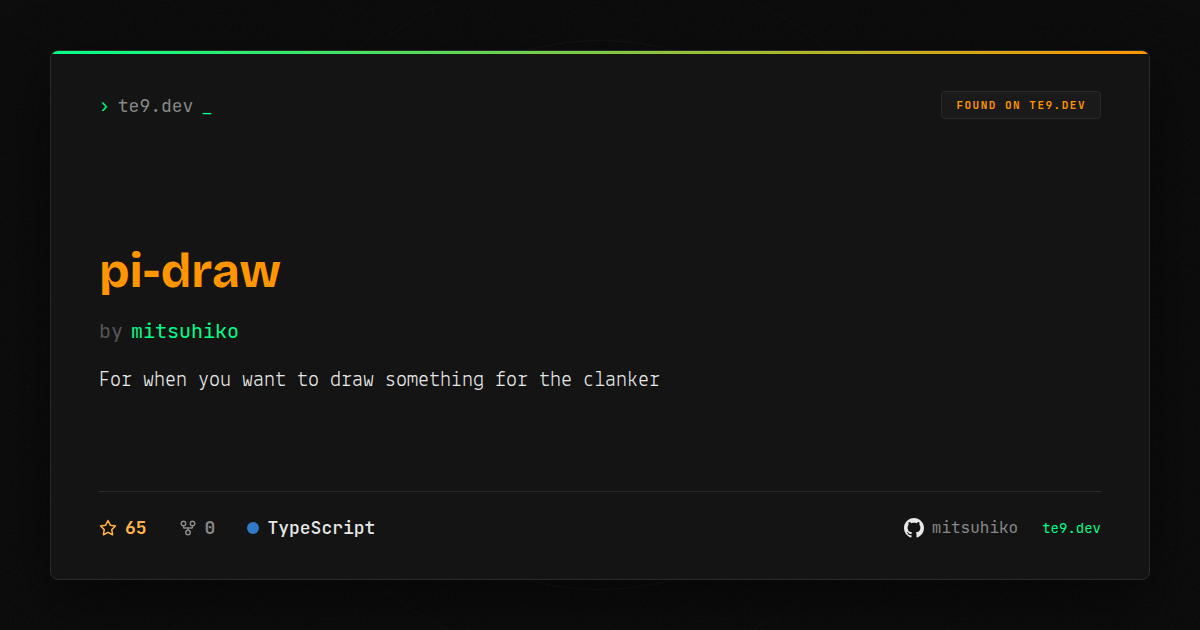 › te9.dev _
FOUND ON TE9.DEV
pi-draw
by mitsuhiko
For when you want to draw something for the clanker
65 0 TypeScript
mitsuhiko te9.dev